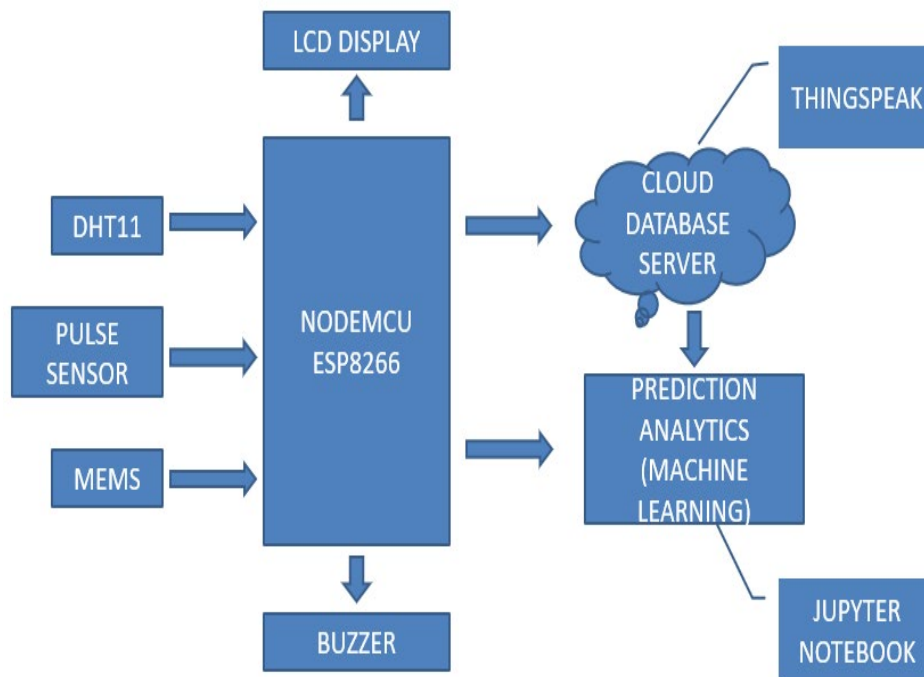 LCD DISPLAY
THINGSPEAK
CLOUD
DATABASE
SERVER
DHT11
PULSE
SENSOR
NODEMCU
ESP8266
MEMS
PREDICTION
ANALYTICS
(MACHINE
LEARNING)
BUZZER
JUPYTER
NOTEBOOK